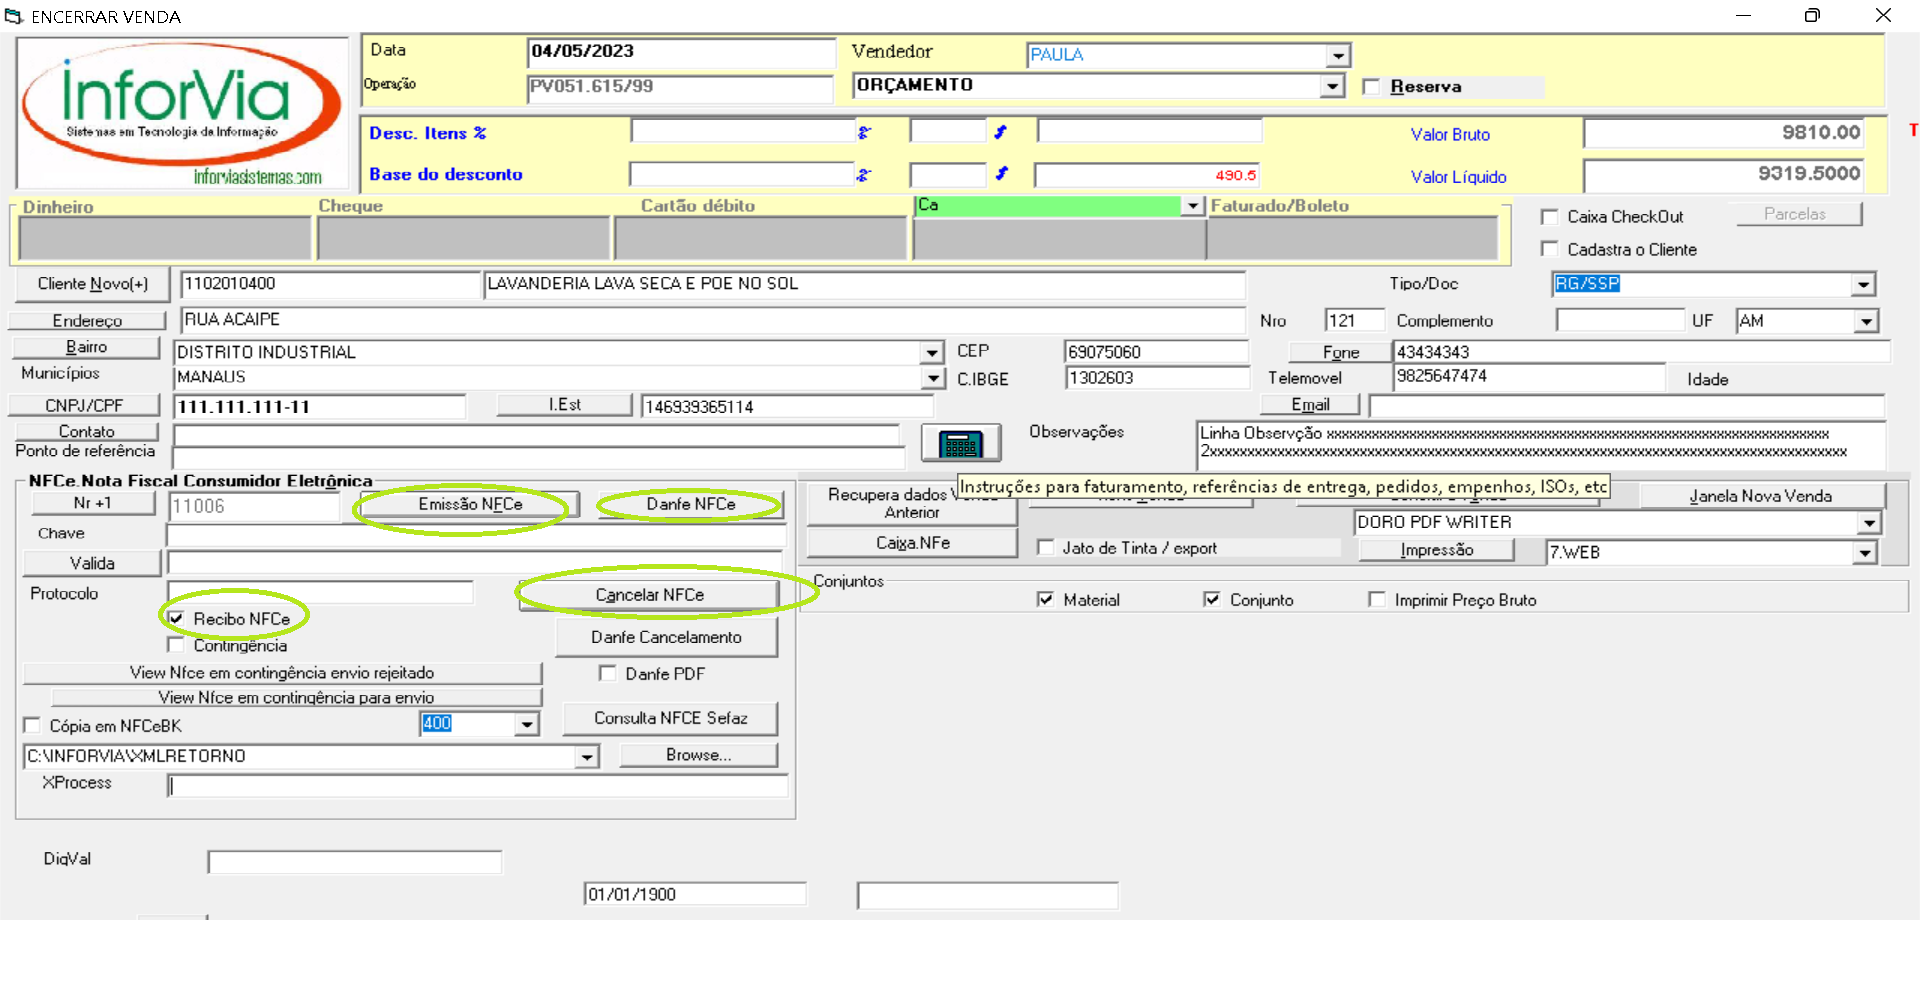 ENCERRAR VENDA
InforVia
Sistemas em Tecnologia da Informação
inforviasistemas.com
Data 04/05/2023 Vendedor PAULA
Operação PV051.615/99 ORÇAMENTO Reserva
Desc. Itens % Valor Bruto 9810.00 T
Base do desconto 490.5 Valor Líquido 9319.5000
Dinheiro Cheque Cartão débito Ca Faturado/Boleto
Caixa CheckOut Parcelas
Cadastra o Cliente
Cliente Novo(+) 1102010400 LAVANDERIA LAVA SECA E POE NO SOL Tipo/Doc RG/SSP
Endereço RUA ACAIPE Nro 121 Complemento UF AM
Bairro DISTRITO INDUSTRIAL CEP 69075060 Fone 43434343
Municípios MANAUS C.IBGE 1302603 Telemovel 9825647474 Idade
CNPJ/CPF 111.111.111-11 I.Est 146939365114 Email
Contato Observações Linha Observção xxxxxxxxxxxxxxxxxxxxxxxxxxxxxxxxxxxxxxxxxxxxxxxxxxxxxxxxxxxxxxxxxxxx
Ponto de referência 2xxxxxxxxxxxxxxxxxxxxxxxxxxxxxxxxxxxxxxxxxxxxxxxxxxxxxxxxxxxxxxxxxxxxxxxxxxxxxxxxxxxxxx
NFCe.Nota Fiscal Consumidor Eletrônica
Instruções para faturamento, referências de entrega, pedidos, empenhos, ISOs, etc
Nr +1 11006 Emissão NFCe Danfe NFCe Recupera dados Anterior Janela Nova Venda
Chave DORO PDF WRITER
Valida Caixa.NFe Jato de Tinta / export Impressão 7.WEB
Protocolo Cancelar NFCe Conjuntos
Recibo NFCe Material Conjunto Imprimir Preço Bruto
Contingência Danfe Cancelamento
View Nfce em contingência envio rejeitado Danfe PDF
View Nfce em contingência para envio
Cópia em NFCeBK 400 Consulta NFCE Sefaz
C:\INFORVIA\XMLRETORNO Browse...
XProcess
DigVal
01/01/1900